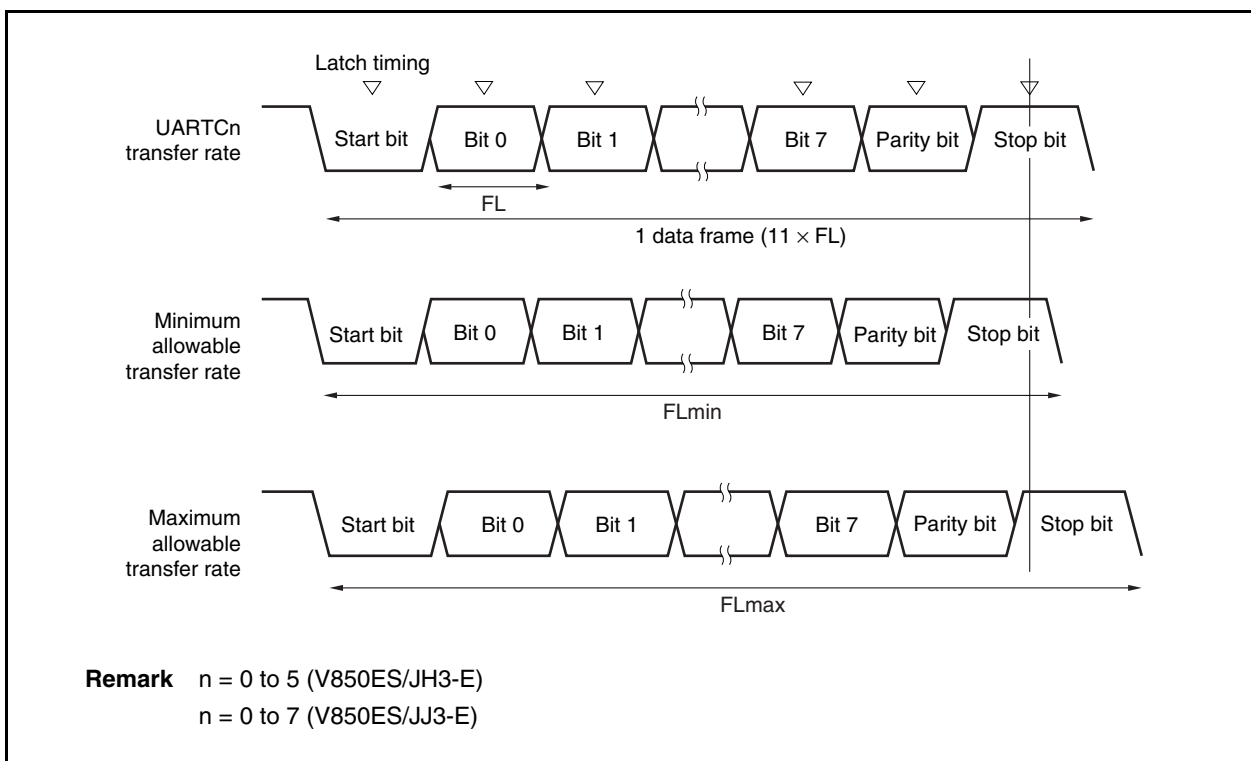 Latch timing
UARTCn
transfer rate
Start bit
Bit 0
Bit 1
Bit 7
Parity bit
Stop bit
FL
1 data frame (11 × FL)
Minimum
allowable
transfer rate
Start bit
Bit 0
Bit 1
Bit 7
Parity bit
Stop bit
FLmin
Maximum
allowable
transfer rate
Start bit
Bit 0
Bit 1
Bit 7
Parity bit
Stop bit
FLmax
Remark n = 0 to 5 (V850ES/JH3-E)
n = 0 to 7 (V850ES/JJ3-E)